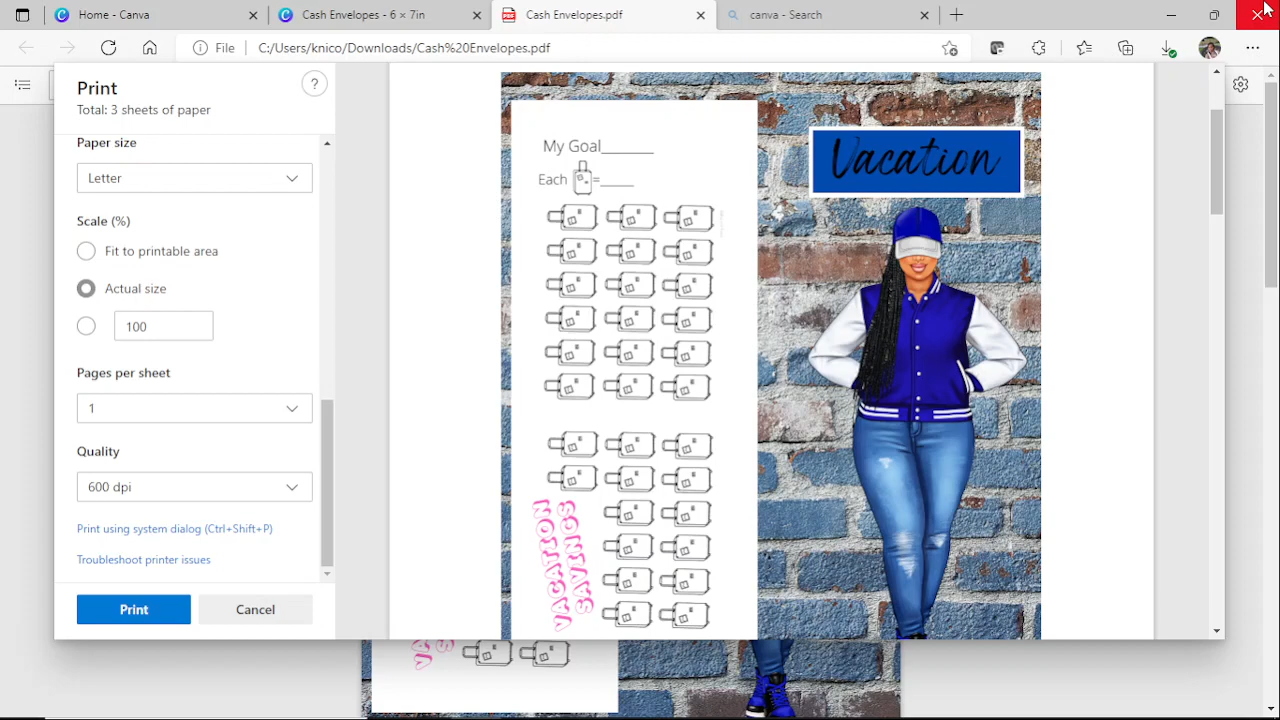 Home - Canva
Cash Envelopes - 6 × 7in
Cash Envelopes.pdf
canva - Search
File
C:/Users/knico/Downloads/Cash%20Envelopes.pdf
Print
?
Total: 3 sheets of paper
Paper size
Letter
Scale (%)
Fit to printable area
Actual size
100
Pages per sheet
1
Quality
600 dpi
Print using system dialog (Ctrl+Shift+P)
Troubleshoot printer issues
Print
Cancel
My Goal______
Each =_____
VACATION
SAVINGS
Vacation